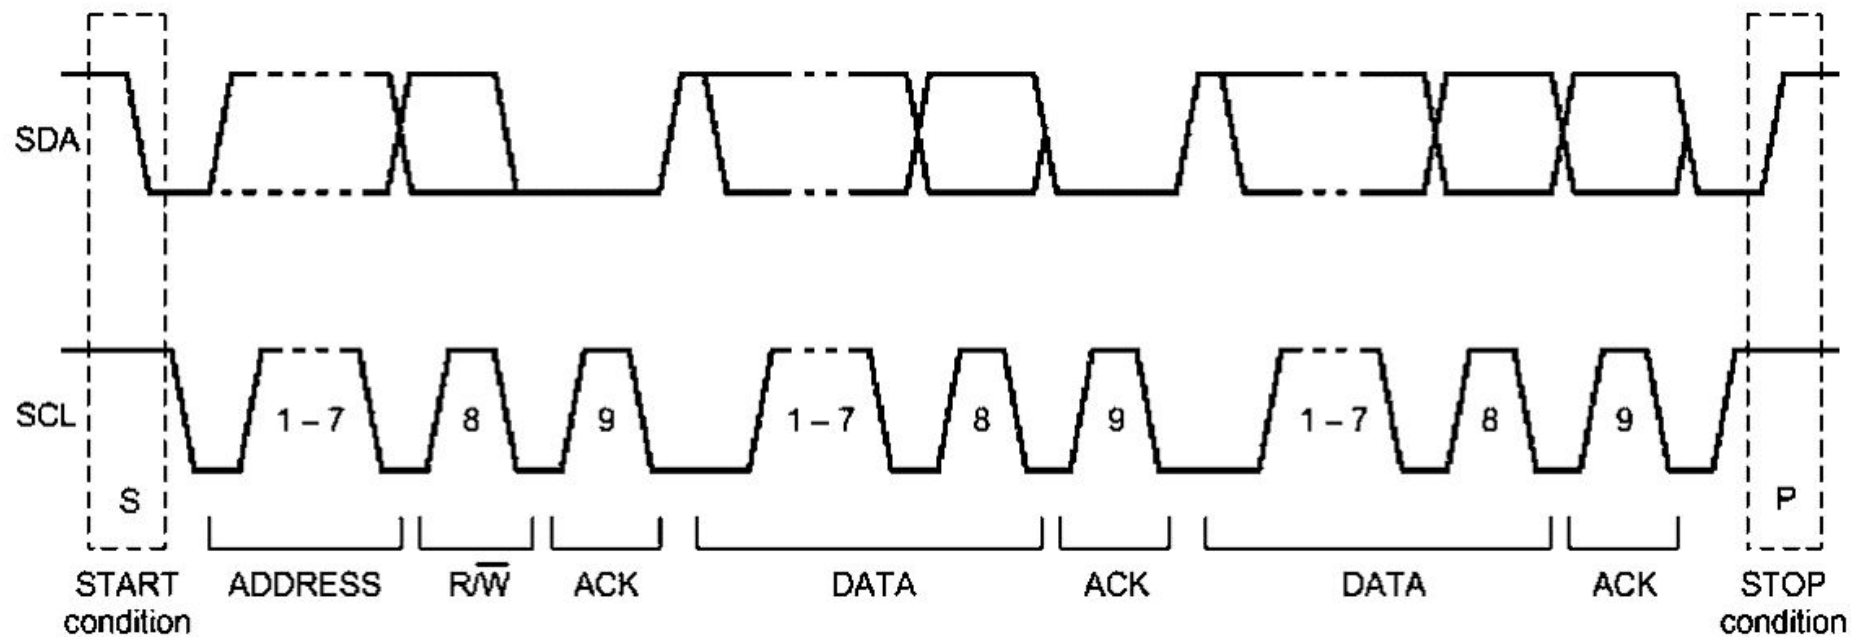 SDA
SCL
1 – 7
8
9
1 – 7
8
9
1 – 7
8
9
S
P
START
condition
ADDRESS
R/W̅
ACK
DATA
ACK
DATA
ACK
STOP
condition